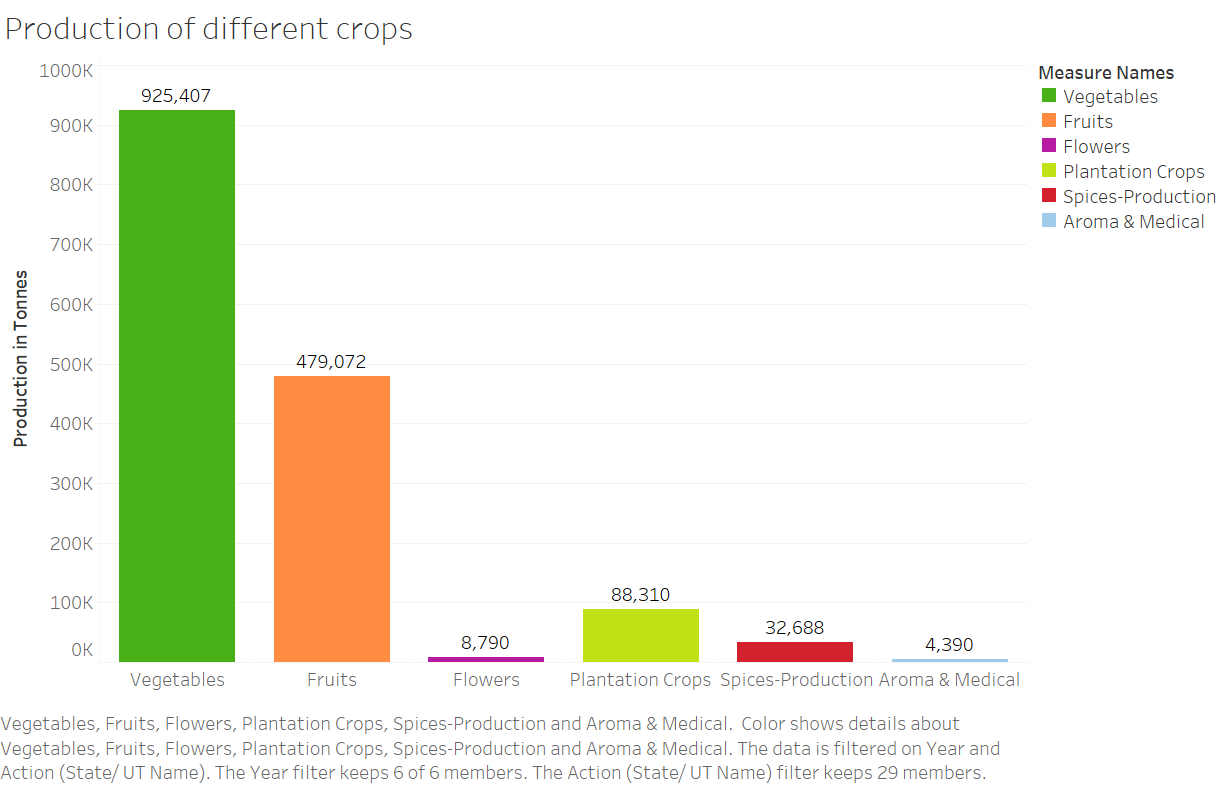 Production of different crops
Measure Names
Vegetables
Fruits
Flowers
Plantation Crops
Spices-Production
Aroma & Medical
Production in Tonnes
1000K
900K
800K
700K
600K
500K
400K
300K
200K
100K
0K
925,407
479,072
8,790
88,310
32,688
4,390
Vegetables Fruits Flowers Plantation Crops Spices-Production Aroma & Medical
Vegetables, Fruits, Flowers, Plantation Crops, Spices-Production and Aroma & Medical.  Color shows details about
Vegetables, Fruits, Flowers, Plantation Crops, Spices-Production and Aroma & Medical. The data is filtered on Year and
Action (State/ UT Name). The Year filter keeps 6 of 6 members. The Action (State/ UT Name) filter keeps 29 members.